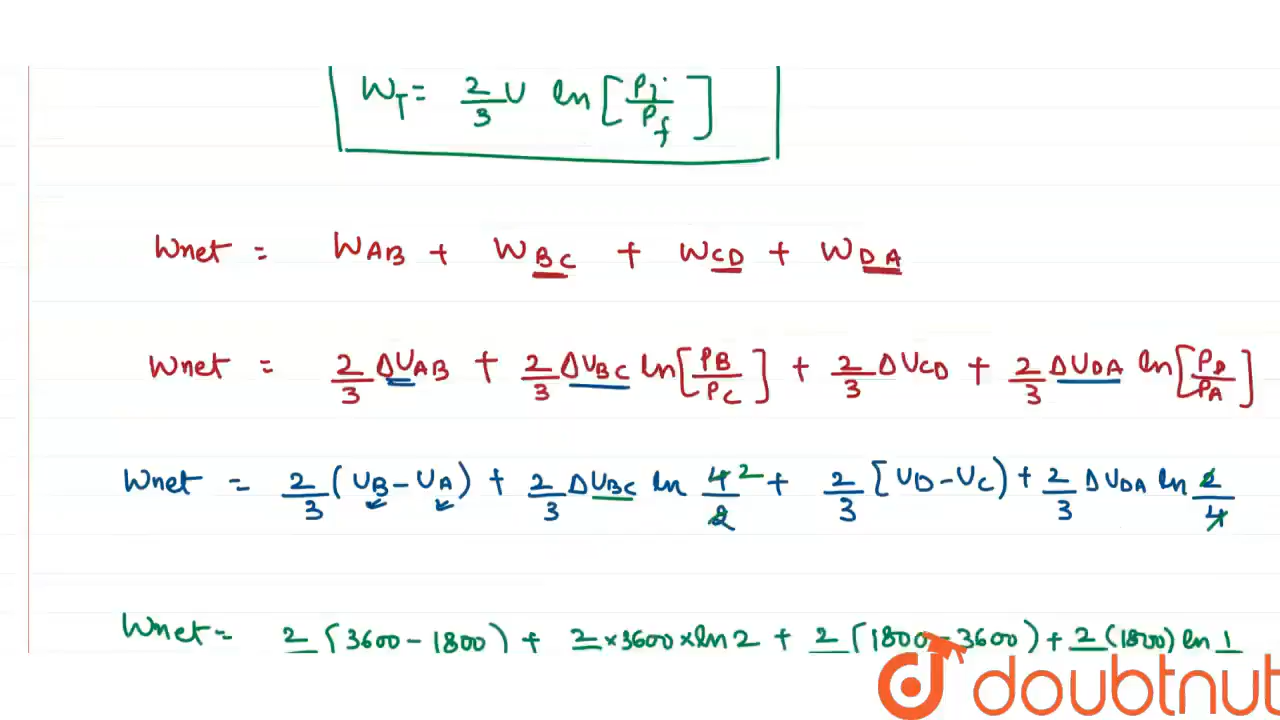 W_T = 2/3 U ln [Pi/Pf]
Wnet = W_AB + W_BC + W_CD + W_DA
Wnet = 2/3 ΔU_AB + 2/3 ΔU_BC ln [P_B/P_C] + 2/3 ΔU_CD + 2/3 ΔU_DA ln [P_D/P_A]
Wnet = 2/3 (U_B - U_A) + 2/3 ΔU_BC ln 4 2/2 + 2/3 [U_D - U_C) + 2/3 ΔU_DA ln 2/4
Wnet = 2 (3600 - 1800) + 2 × 3600 × ln 2 + 2 (1800 - 3600) + 2 (1800) ln 1
doubtnut